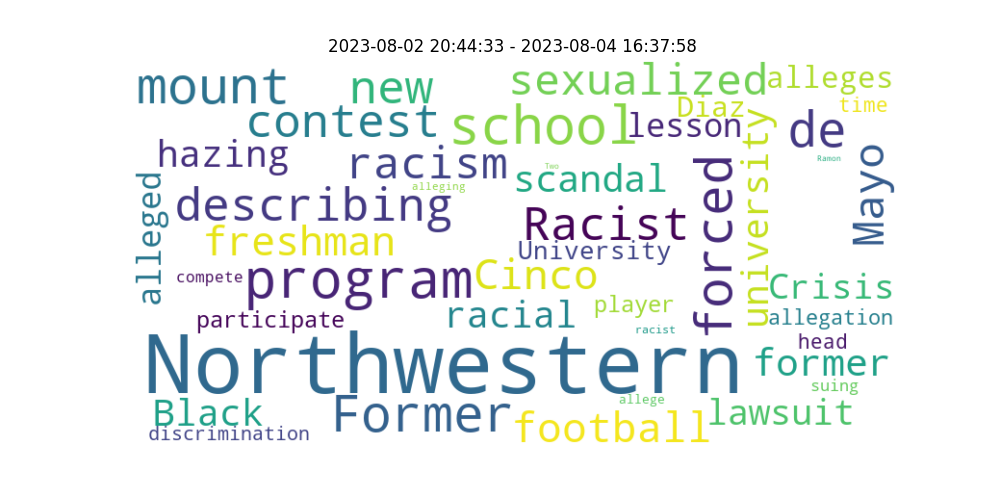 2023-08-02 20:44:33 - 2023-08-04 16:37:58
mount
new
sexualized
alleges
contest
school
Diaz
time
lesson
de
hazing
racism
Two
scandal
Ramon
alleging
university
Mayo
forced
alleged
describing
Racist
freshman
University
compete
program
Cinco
Crisis
participate
racial
player
allegation
racist
head
Northwestern
former
suing
Black
Former
allege
lawsuit
football
discrimination